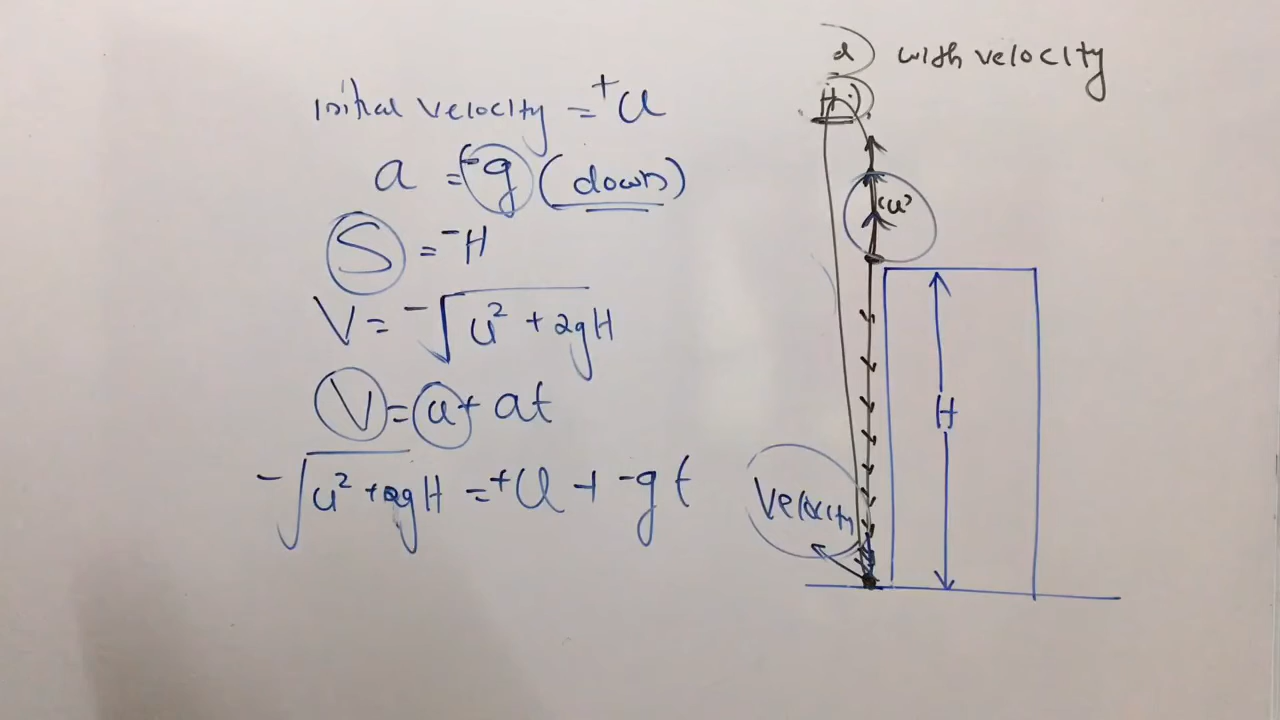 initial velocity = +u
a = -g (down)
S = -H
V = -√u² + 2gH
V = u + at
-√u² + 2gH = +u + -gt
with velocity
'u'
H
Velocity